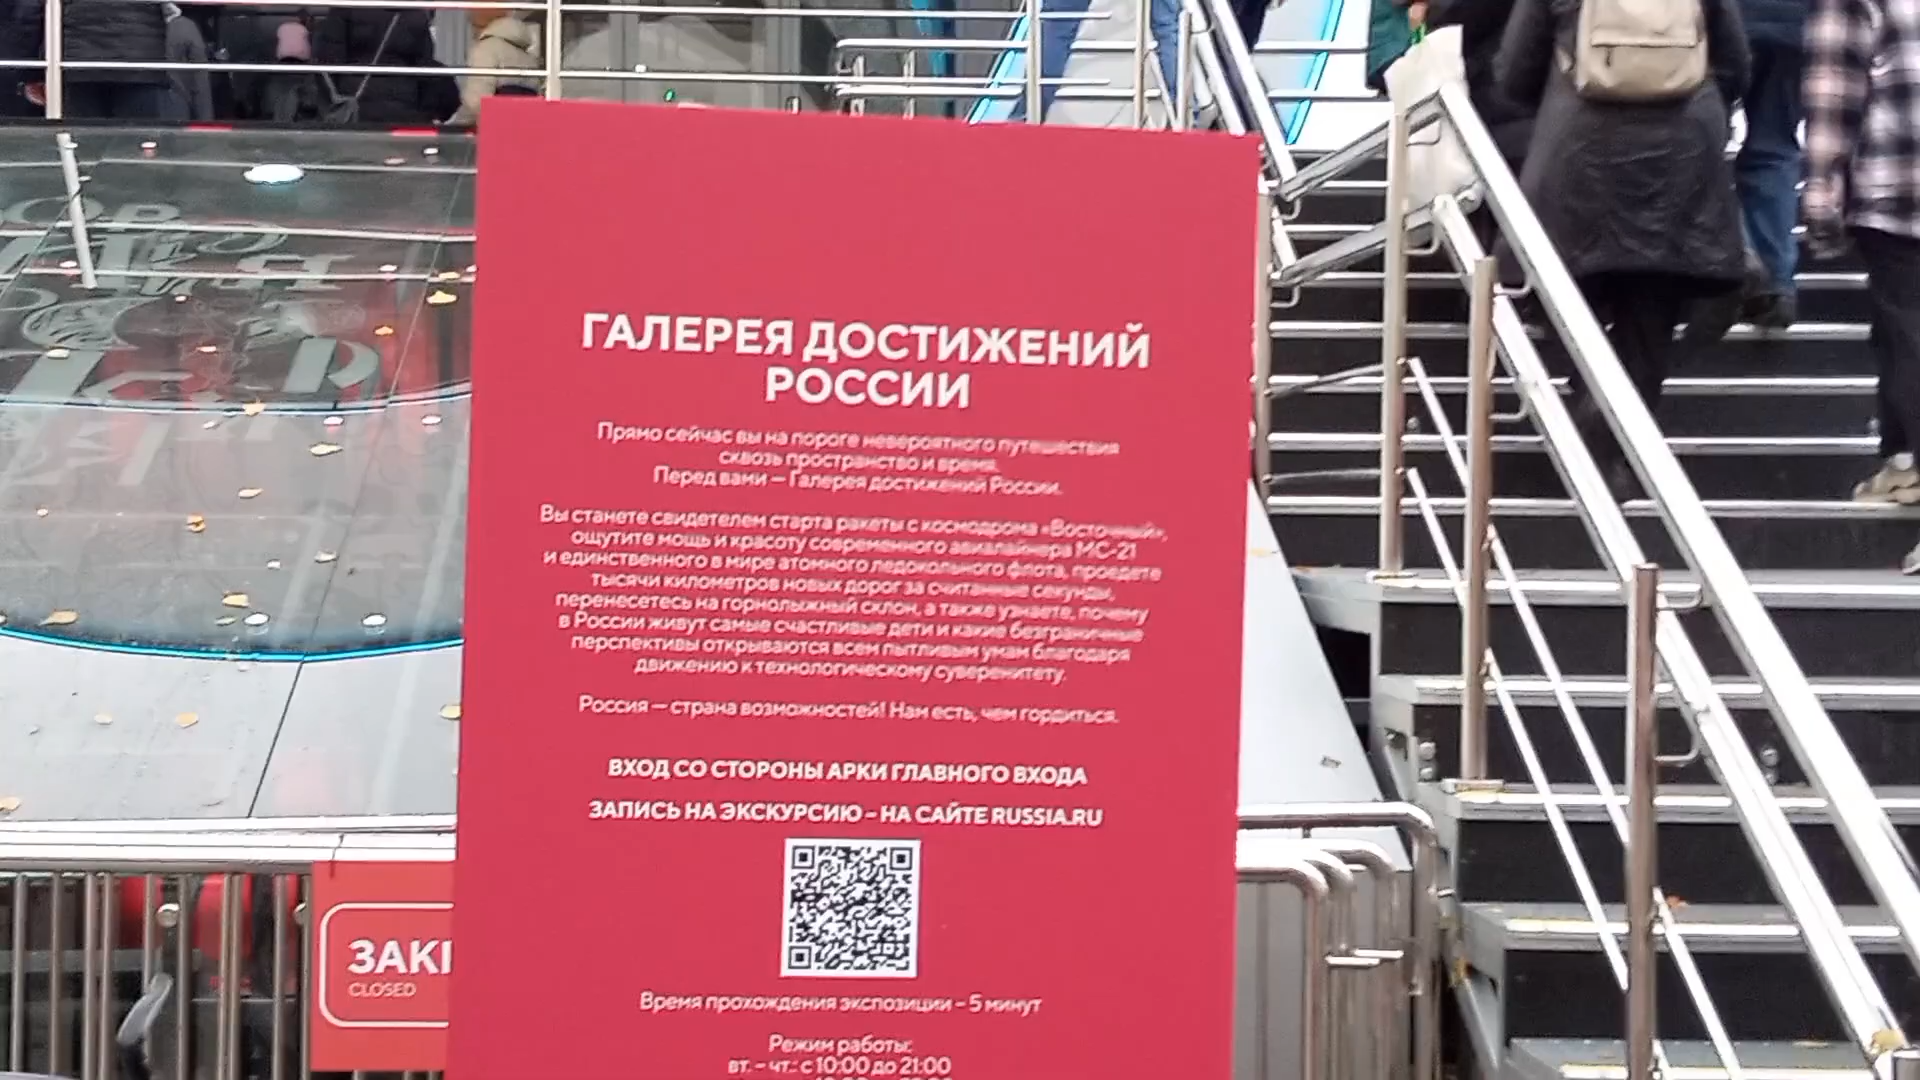 ГАЛЕРЕЯ ДОСТИЖЕНИЙ
РОССИИ
Прямо сейчас вы на пороге невероятного путешествия
сквозь пространство и время.
Перед вами — Галерея достижений России.
Вы станете свидетелем старта ракеты с космодрома «Восточный»,
ощутите мощь и красоту современного авиалайнера МС-21
и единственного в мире атомного ледокольного флота, проедете
тысячи километров новых дорог за считанные секунды,
перенесетесь на горнолыжный склон, а также узнаете, почему
в России живут самые счастливые дети и какие безграничные
перспективы открываются всем пытливым умам благодаря
движению к технологическому суверенитету.
Россия — страна возможностей! Нам есть, чем гордиться.
ВХОД СО СТОРОНЫ АРКИ ГЛАВНОГО ВХОДА
ЗАПИСЬ НА ЭКСКУРСИЮ – НА САЙТЕ RUSSIA.RU
ЗАКР
CLOSED
Время прохождения экспозиции – 5 минут
Режим работы:
вт. – чт.: с 10:00 до 21:00